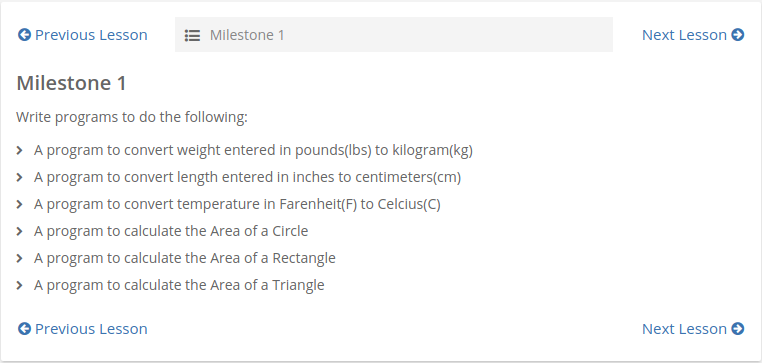 Previous Lesson
Milestone 1
Next Lesson
Milestone 1
Write programs to do the following:
A program to convert weight entered in pounds(lbs) to kilogram(kg)
A program to convert length entered in inches to centimeters(cm)
A program to convert temperature in Farenheit(F) to Celcius(C)
A program to calculate the Area of a Circle
A program to calculate the Area of a Rectangle
A program to calculate the Area of a Triangle
Previous Lesson
Next Lesson